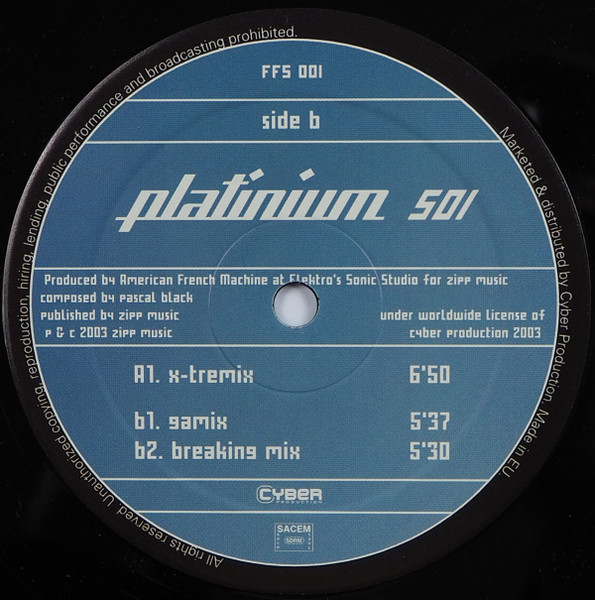 FFS 001
side b
platinium 501
Produced by American French Machine at Elektro's Sonic Studio for zipp music
composed by pascal black
published by zipp music
under worldwide license of
p & c 2003 zipp music
cyber production 2003
A1. x-tremix 6'50
b1. gamix 5'37
b2. breaking mix 5'30
CYBER
PRODUCTION
SACEM
SDRM
All rights reserved. Unauthorized copying, reproduction, hiring, lending, public performance and broadcasting prohibited.
Marketed & distributed by Cyber Production. Made in EU.